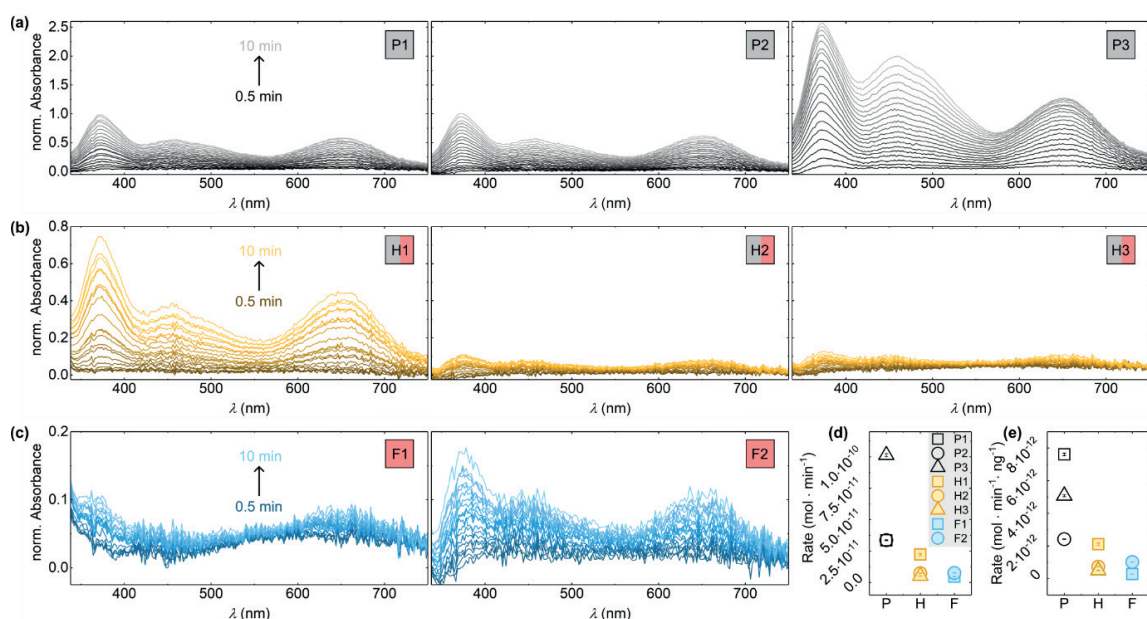 (a)
norm. Absorbance
2.5
2.0
1.5
1.0
0.5
0.0
10 min
0.5 min
P1
P2
P3
400 500 600 700
400 500 600 700
400 500 600 700
λ (nm)
λ (nm)
λ (nm)
(b)
norm. Absorbance
0.8
0.6
0.4
0.2
0.0
10 min
0.5 min
H1
H2
H3
400 500 600 700
400 500 600 700
400 500 600 700
λ (nm)
λ (nm)
λ (nm)
(c)
norm. Absorbance
0.2
0.1
0.0
10 min
0.5 min
F1
F2
400 500 600 700
400 500 600 700
λ (nm)
λ (nm)
(d)
Rate (mol · min⁻¹)
1.0·10⁻¹⁰
7.5·10⁻¹¹
5.0·10⁻¹¹
2.5·10⁻¹¹
0.0
P1
P2
P3
H1
H2
H3
F1
F2
P H F
(e)
Rate (mol · min⁻¹· ng⁻¹)
8·10⁻¹²
6·10⁻¹²
4·10⁻¹²
2·10⁻¹²
0
P H F